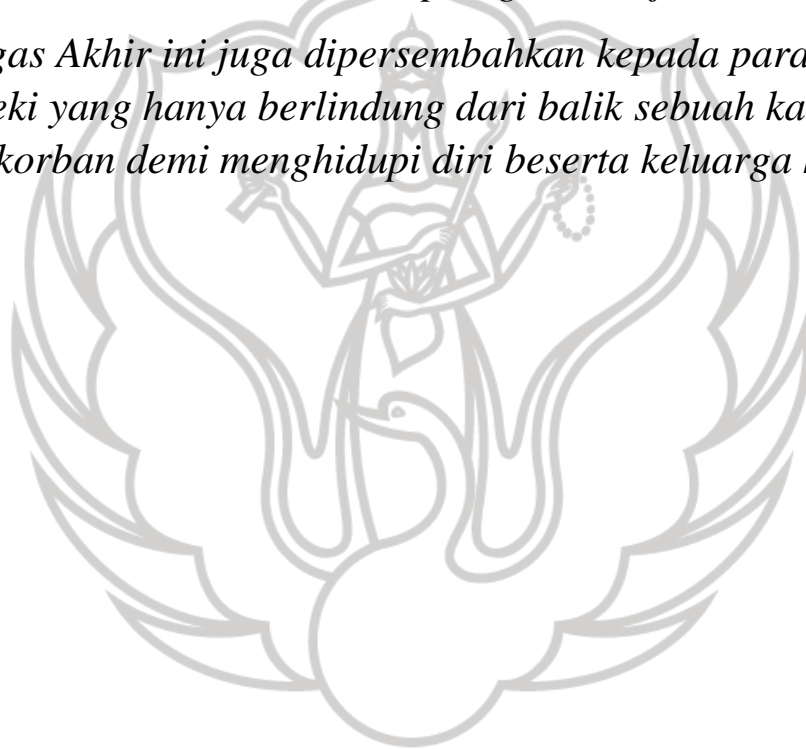 gas Akhir ini juga dipersembahkan kepada para
eki yang hanya berlindung dari balik sebuah ka
korban demi menghidupi diri beserta keluarga